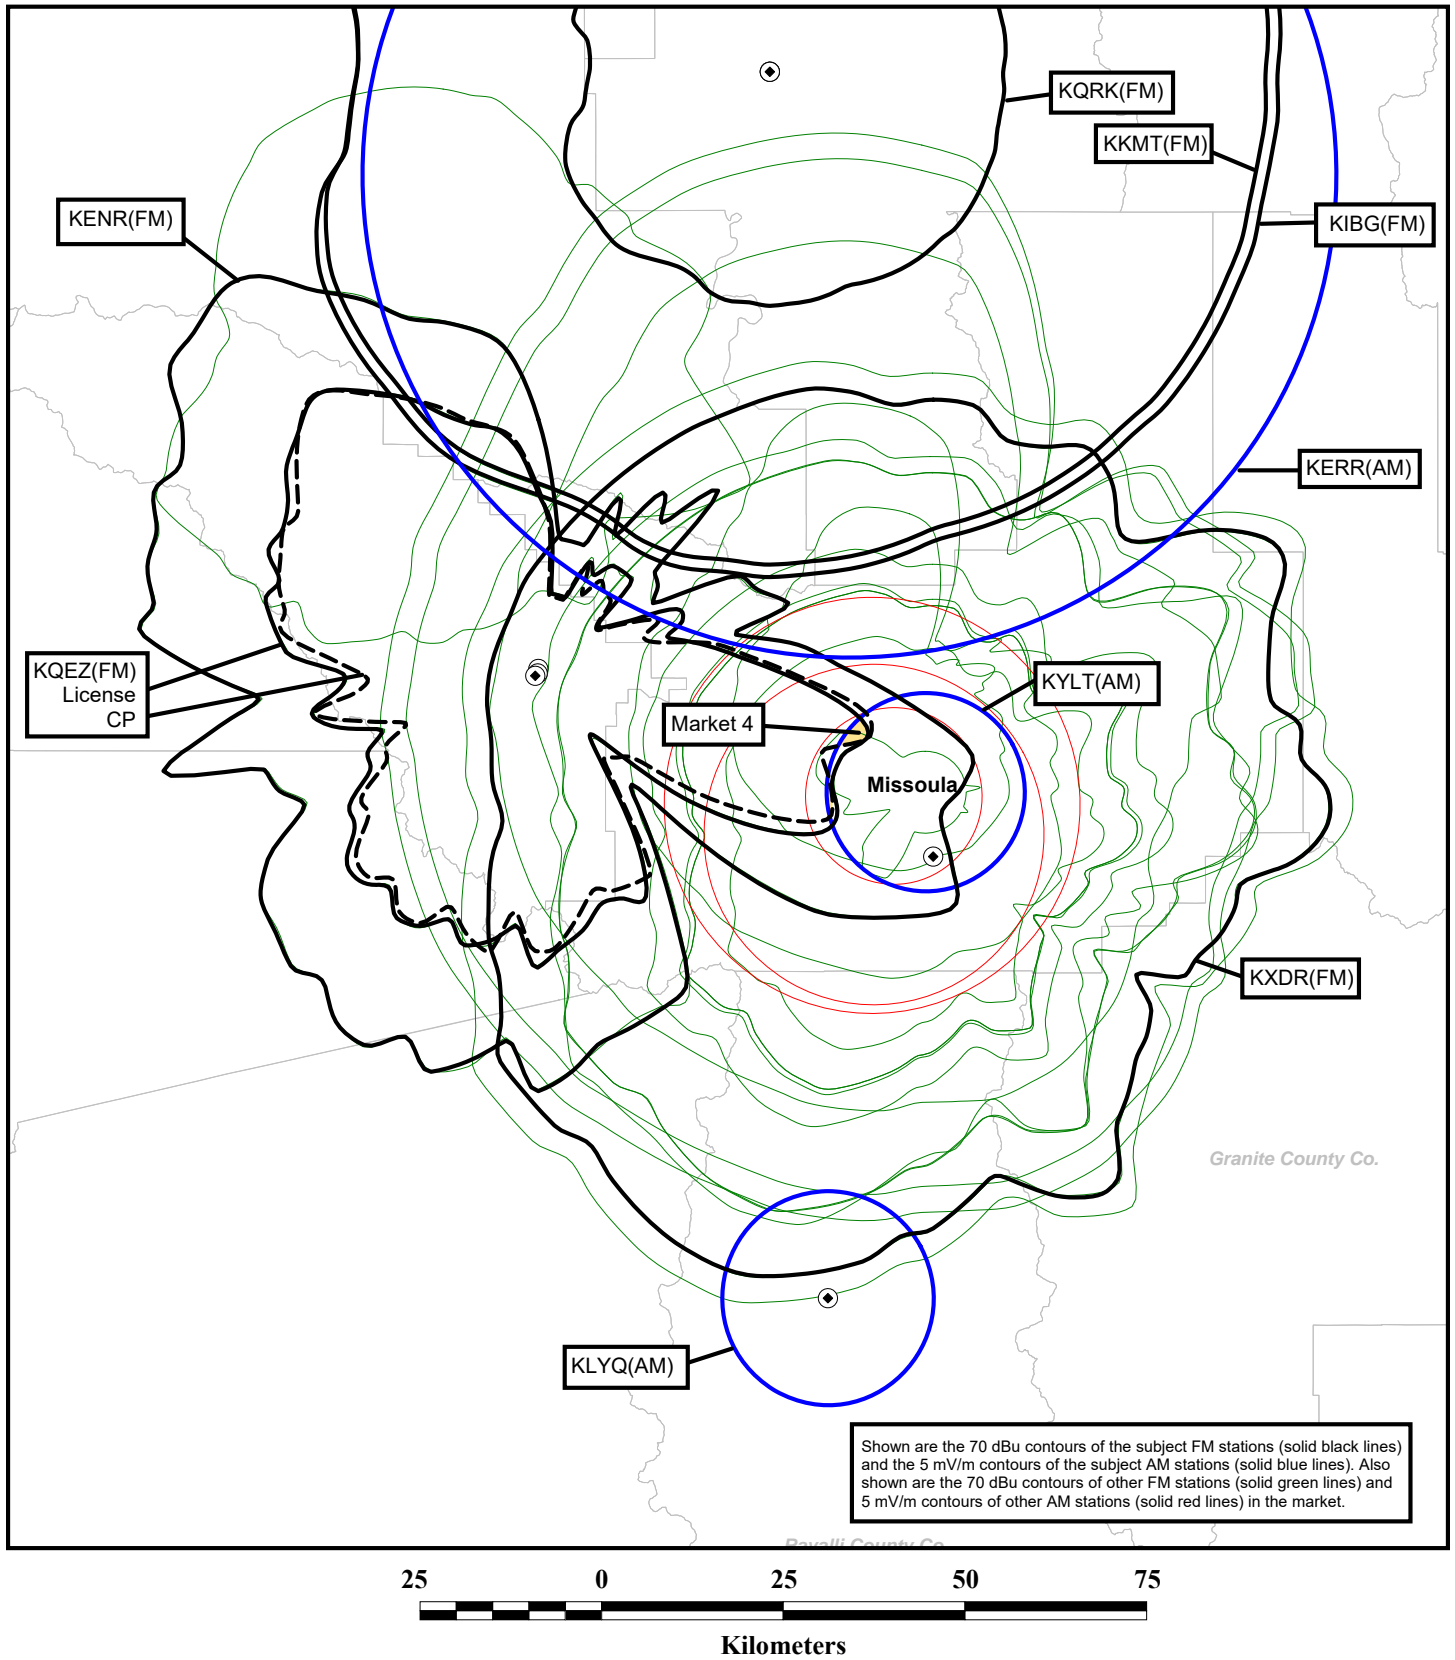 KQRK(FM)
KKMT(FM)
KENR(FM)
KIBG(FM)
KERR(AM)
KQEZ(FM)
License
CP
KYLT(AM)
Market 4
Missoula
KXDR(FM)
Granite County Co.
KLYQ(AM)
Shown are the 70 dBu contours of the subject FM stations (solid black lines)
and the 5 mV/m contours of the subject AM stations (solid blue lines). Also
shown are the 70 dBu contours of other FM stations (solid green lines) and
5 mV/m contours of other AM stations (solid red lines) in the market.
Ravalli County Co.
25 0 25 50 75
Kilometers